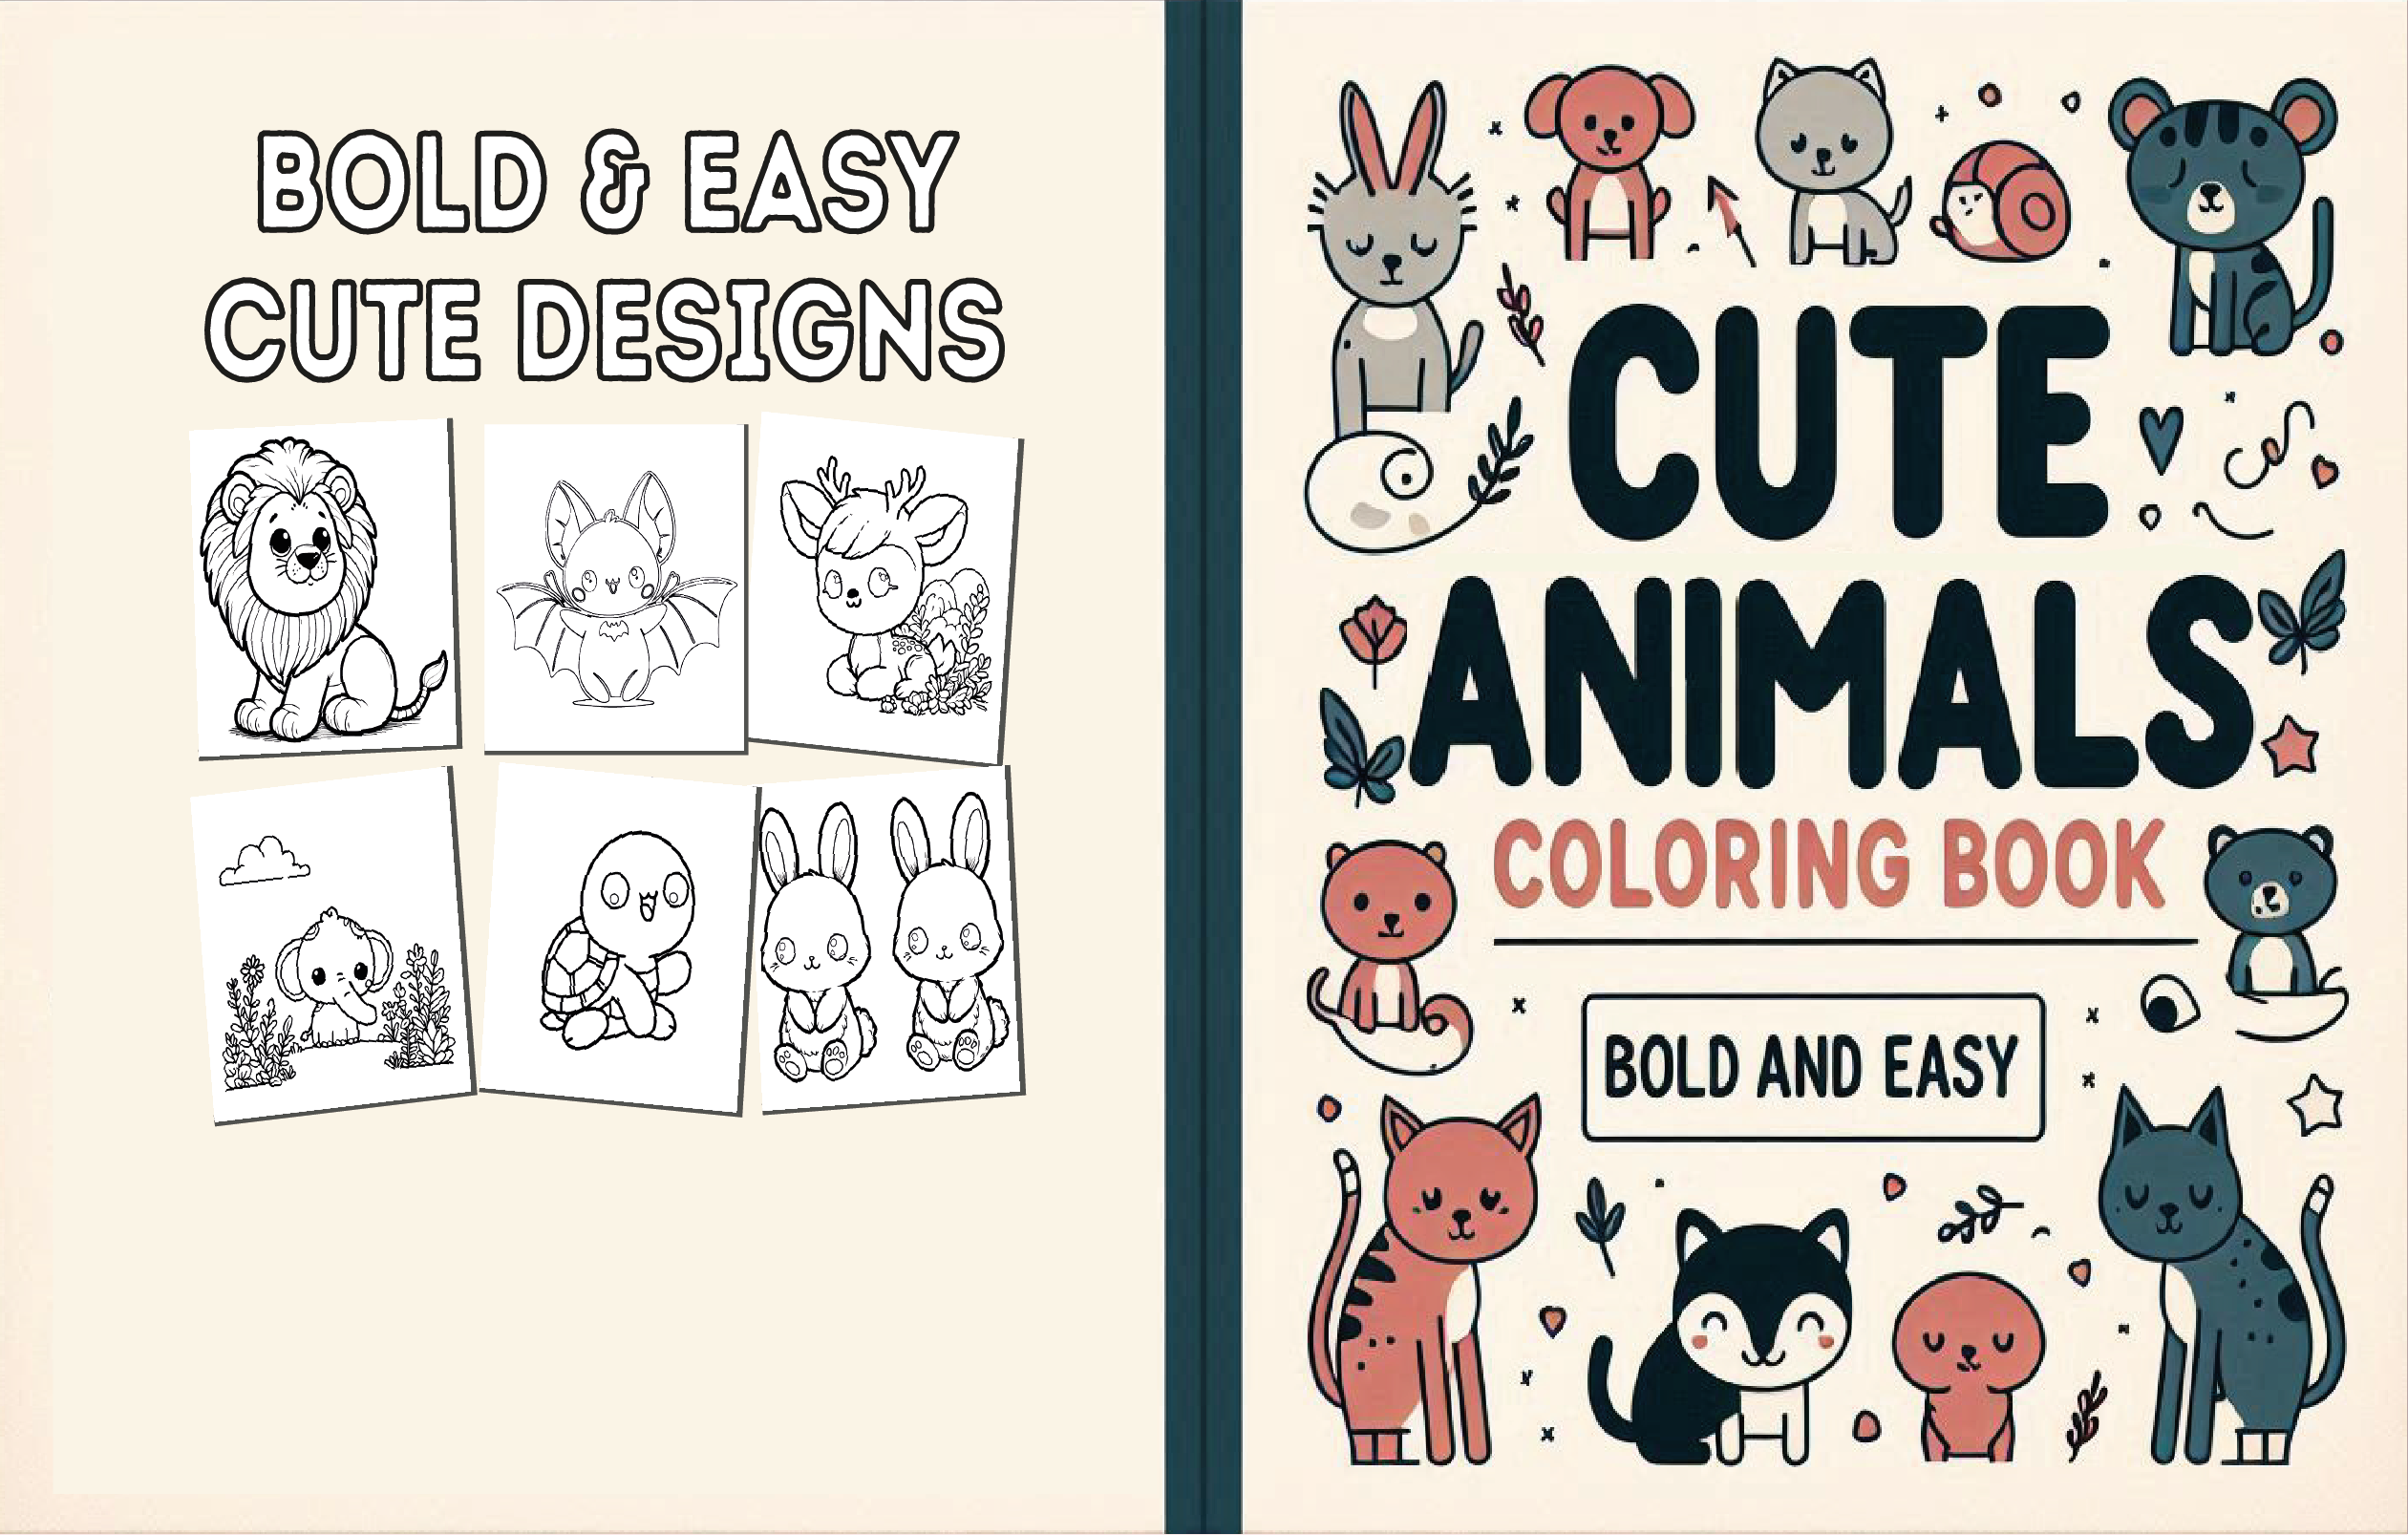 BOLD & EASY
CUTE DESIGNS
CUTE
ANIMALS
COLORING BOOK
BOLD AND EASY